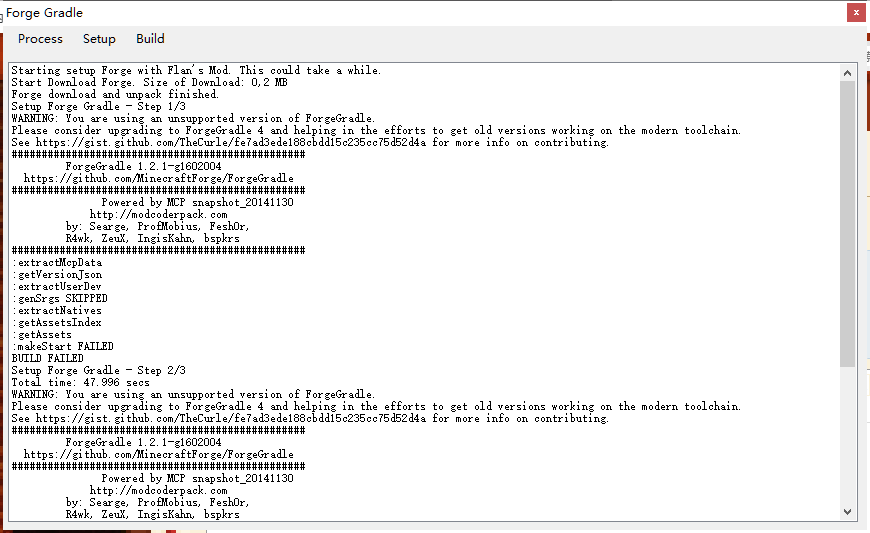 Forge Gradle
Process Setup Build
Starting setup Forge with Flan's Mod. This could take a while.
Start Download Forge. Size of Download: 0,2 MB
Forge download and unpack finished.
Setup Forge Gradle - Step 1/3
WARNING: You are using an unsupported version of ForgeGradle.
Please consider upgrading to ForgeGradle 4 and helping in the efforts to get old versions working on the modern toolchain.
See https://gist.github.com/TheCurle/fe7ad3ede188cbdd15c235cc75d52d4a for more info on contributing.
#################################################
ForgeGradle 1.2.1-g1602004
https://github.com/MinecraftForge/ForgeGradle
#################################################
Powered by MCP snapshot_20141130
http://modcoderpack.com
by: Searge, ProfMobius, Fesh0r,
R4wk, ZeuX, IngisKahn, bspkrs
#################################################
:extractMcpData
:getVersionJson
:extractUserDev
:genSrgs SKIPPED
:extractNatives
:getAssetsIndex
:getAssets
:makeStart FAILED
BUILD FAILED
Setup Forge Gradle - Step 2/3
Total time: 47.996 secs
WARNING: You are using an unsupported version of ForgeGradle.
Please consider upgrading to ForgeGradle 4 and helping in the efforts to get old versions working on the modern toolchain.
See https://gist.github.com/TheCurle/fe7ad3ede188cbdd15c235cc75d52d4a for more info on contributing.
#################################################
ForgeGradle 1.2.1-g1602004
https://github.com/MinecraftForge/ForgeGradle
#################################################
Powered by MCP snapshot_20141130
http://modcoderpack.com
by: Searge, ProfMobius, Fesh0r,
R4wk, ZeuX, IngisKahn, bspkrs